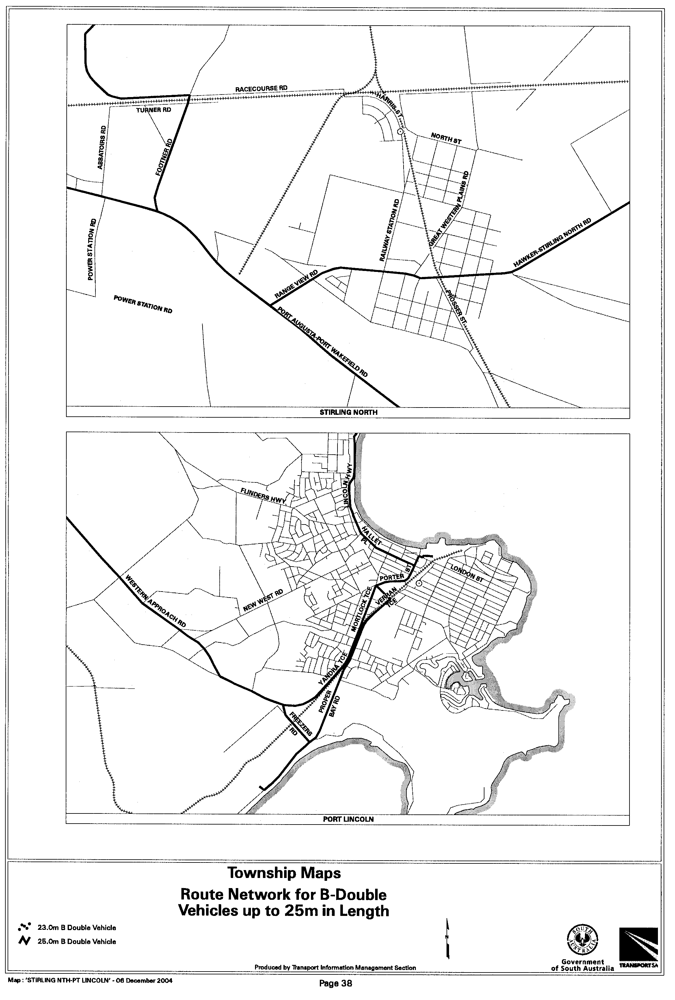 RACECOURSE RD
TURNER RD
HARRIS ST
ABBATOIRS RD
FOOTNER RD
NORTH ST
GREAT WESTERN PLAINS RD
RAILWAY STATION RD
POWER STATION RD
HAWKER-STIRLING NORTH RD
RANGE VIEW RD
POWER STATION RD
PROSSER ST
PORT AUGUSTA-PORT WAKEFIELD RD
STIRLING NORTH
LINCOLN HWY
FLINDERS HWY
HALLET
PL
LONDON ST
PORTER
ST
WESTERN APPROACH RD
NEW WEST RD
MORTLOCK TCE
VERRAN
TCE
YANDRA TCE
PROPER
BAY RD
FREEZERS
RD
PORT LINCOLN
Township Maps
Route Network for B-Double
Vehicles up to 25m in Length
23.0m B Double Vehicle
25.0m B Double Vehicle
N
SOUTH
AUSTRALIA
Government
of South Australia
TRANSPORT SA
Produced by Transport Information Management Section
Map : 'STIRLING NTH-PT LINCOLN' - 06 December 2004
Page 38